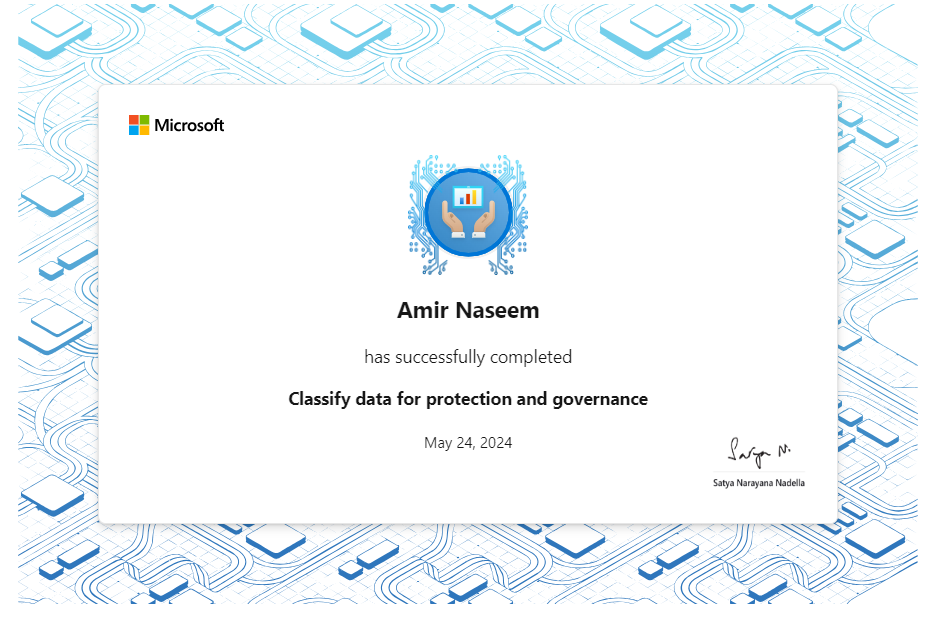 Microsoft
Amir Naseem
has successfully completed
Classify data for protection and governance
May 24, 2024
Satya N.
Satya Narayana Nadella